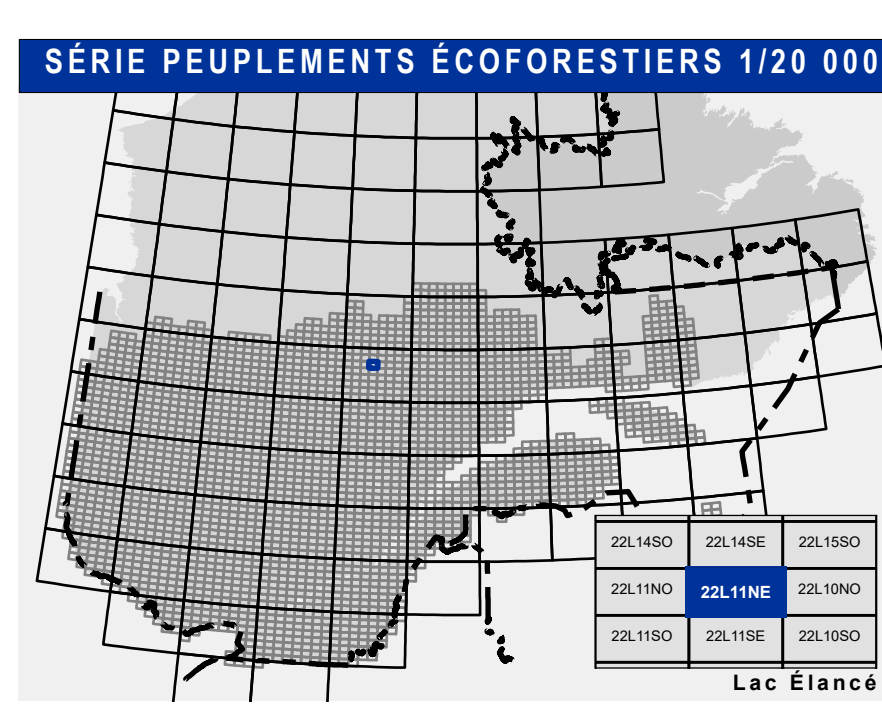 SÉRIE PEUPLEMENTS ÉCOFORESTIERS 1/20 000
22L14SO 22L14SE 22L15SO
22L11NO 22L11NE 22L10NO
22L11SO 22L11SE 22L10SO
Lac Élancé